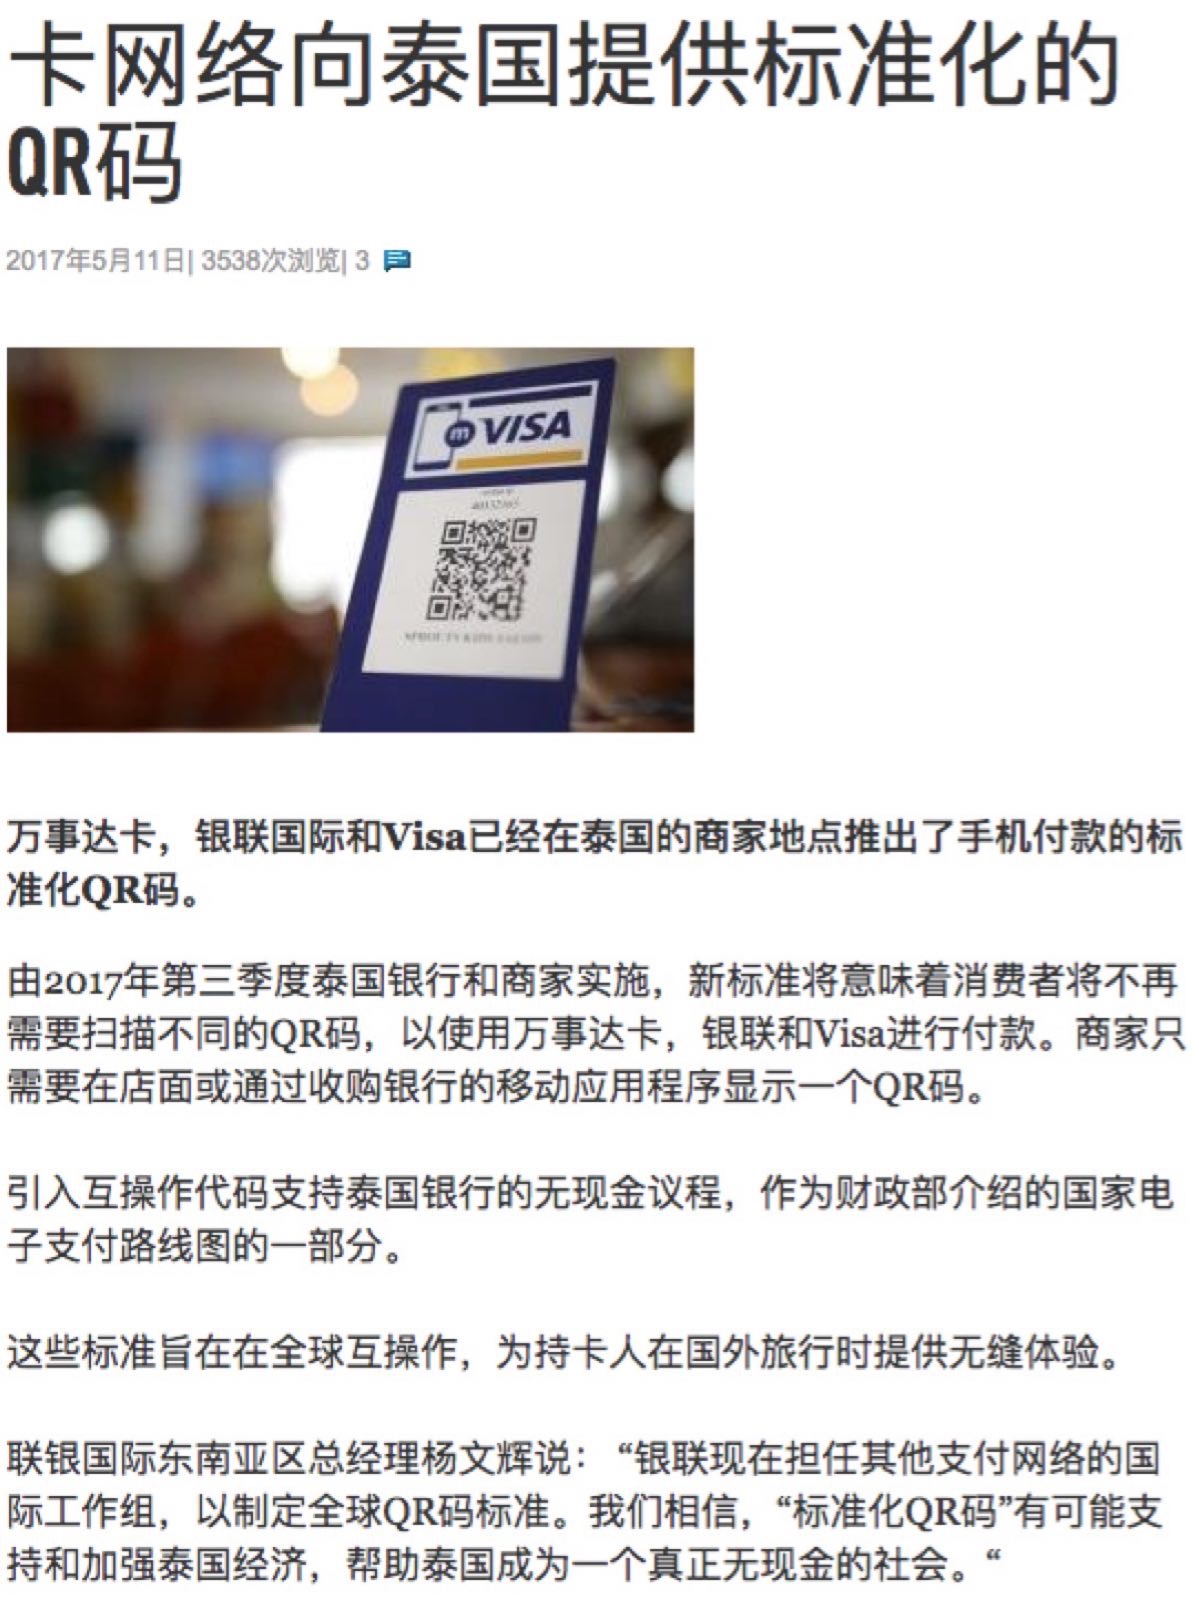 卡网络向泰国提供标准化的
QR码
2017年5月11日| 3538次浏览| 3
m VISA
万事达卡，银联国际和Visa已经在泰国的商家地点推出了手机付款的标
准化QR码。
由2017年第三季度泰国银行和商家实施，新标准将意味着消费者将不再
需要扫描不同的QR码，以使用万事达卡，银联和Visa进行付款。商家只
需要在店面或通过收购银行的移动应用程序显示一个QR码。
引入互操作代码支持泰国银行的无现金议程，作为财政部介绍的国家电
子支付路线图的一部分。
这些标准旨在在全球互操作，为持卡人在国外旅行时提供无缝体验。
联银国际东南亚区总经理杨文辉说：“银联现在担任其他支付网络的国
际工作组，以制定全球QR码标准。我们相信，“标准化QR码”有可能支
持和加强泰国经济，帮助泰国成为一个真正无现金的社会。“